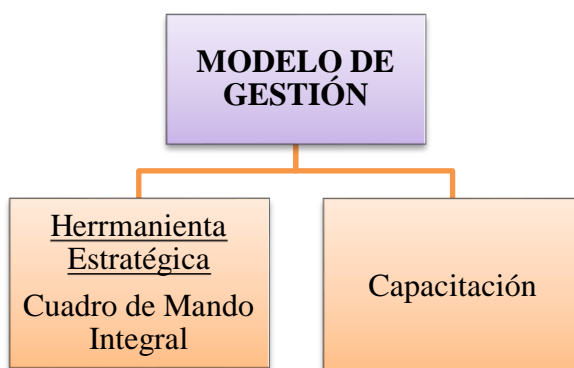 MODELO DE
GESTIÓN
Herrmanienta
Estratégica
Cuadro de Mando
Integral
Capacitación